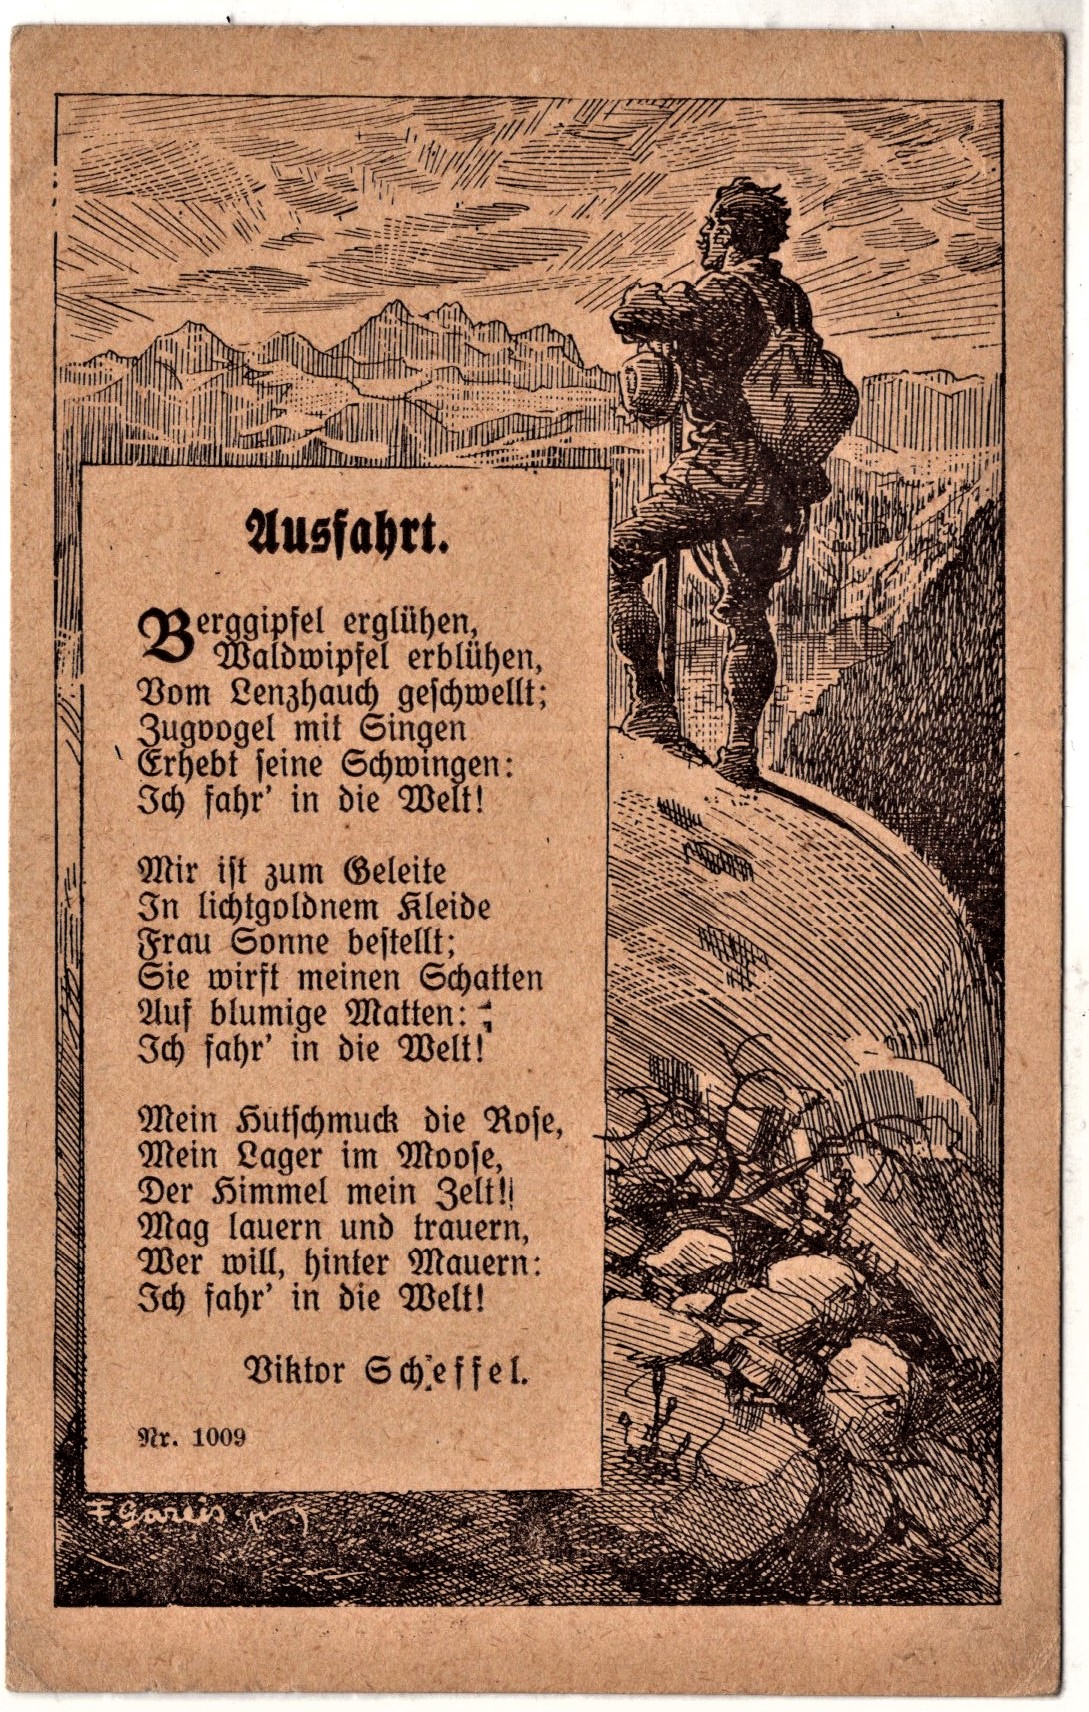 Ausfahrt.
Berggipfel erglühen,
Waldwipfel erblühen,
Vom Lenzhauch geschwellt;
Zugvogel mit Singen
Erhebt seine Schwingen:
Ich fahr' in die Welt!
Mir ist zum Geleite
In lichtgoldnem Kleide
Frau Sonne bestellt;
Sie wirft meinen Schatten
Auf blumige Matten:
Ich fahr' in die Welt!
Mein Hutschmuck die Rose,
Mein Lager im Moose,
Der Himmel mein Zelt!
Mag lauern und trauern,
Wer will, hinter Mauern:
Ich fahr' in die Welt!
Viktor Scheffel.
Nr. 1009
F Gareis